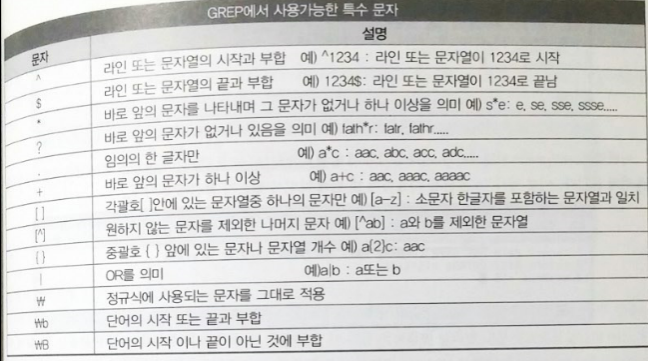 GREP에서 사용가능한 특수 문자
문자 설명
^ 라인 또는 문자열의 시작과 부합 예) ^1234 : 라인 또는 문자열이 1234로 시작
$ 라인 또는 문자열의 끝과 부합 예) 1234$: 라인 또는 문자열이 1234로 끝남
* 바로 앞의 문자를 나타내며 그 문자가 없거나 하나 이상을 의미 예) s*e: e, se, sse, ssse.....
? 바로 앞의 문자가 없거나 있음을 의미 예) fath*r: fatr, fathr.....
. 임의의 한 글자만 예) a*c : aac, abc, acc, adc.....
+ 바로 앞의 문자가 하나 이상 예) a+c : aac, aaac, aaaac
[ ] 각괄호[ ]안에 있는 문자열중 하나의 문자만 예) [a-z] : 소문자 한글자를 포함하는 문자열과 일치
[^] 원하지 않는 문자를 제외한 나머지 문자 예) [^ab] : a와 b를 제외한 문자열
{ } 중괄호 { } 앞에 있는 문자나 문자열 개수 예) a{2}c: aac
| OR를 의미 예)a|b : a또는 b
₩ 정규식에 사용되는 문자를 그대로 적용
₩b 단어의 시작 또는 끝과 부합
₩B 단어의 시작 이나 끝이 아닌 것에 부합